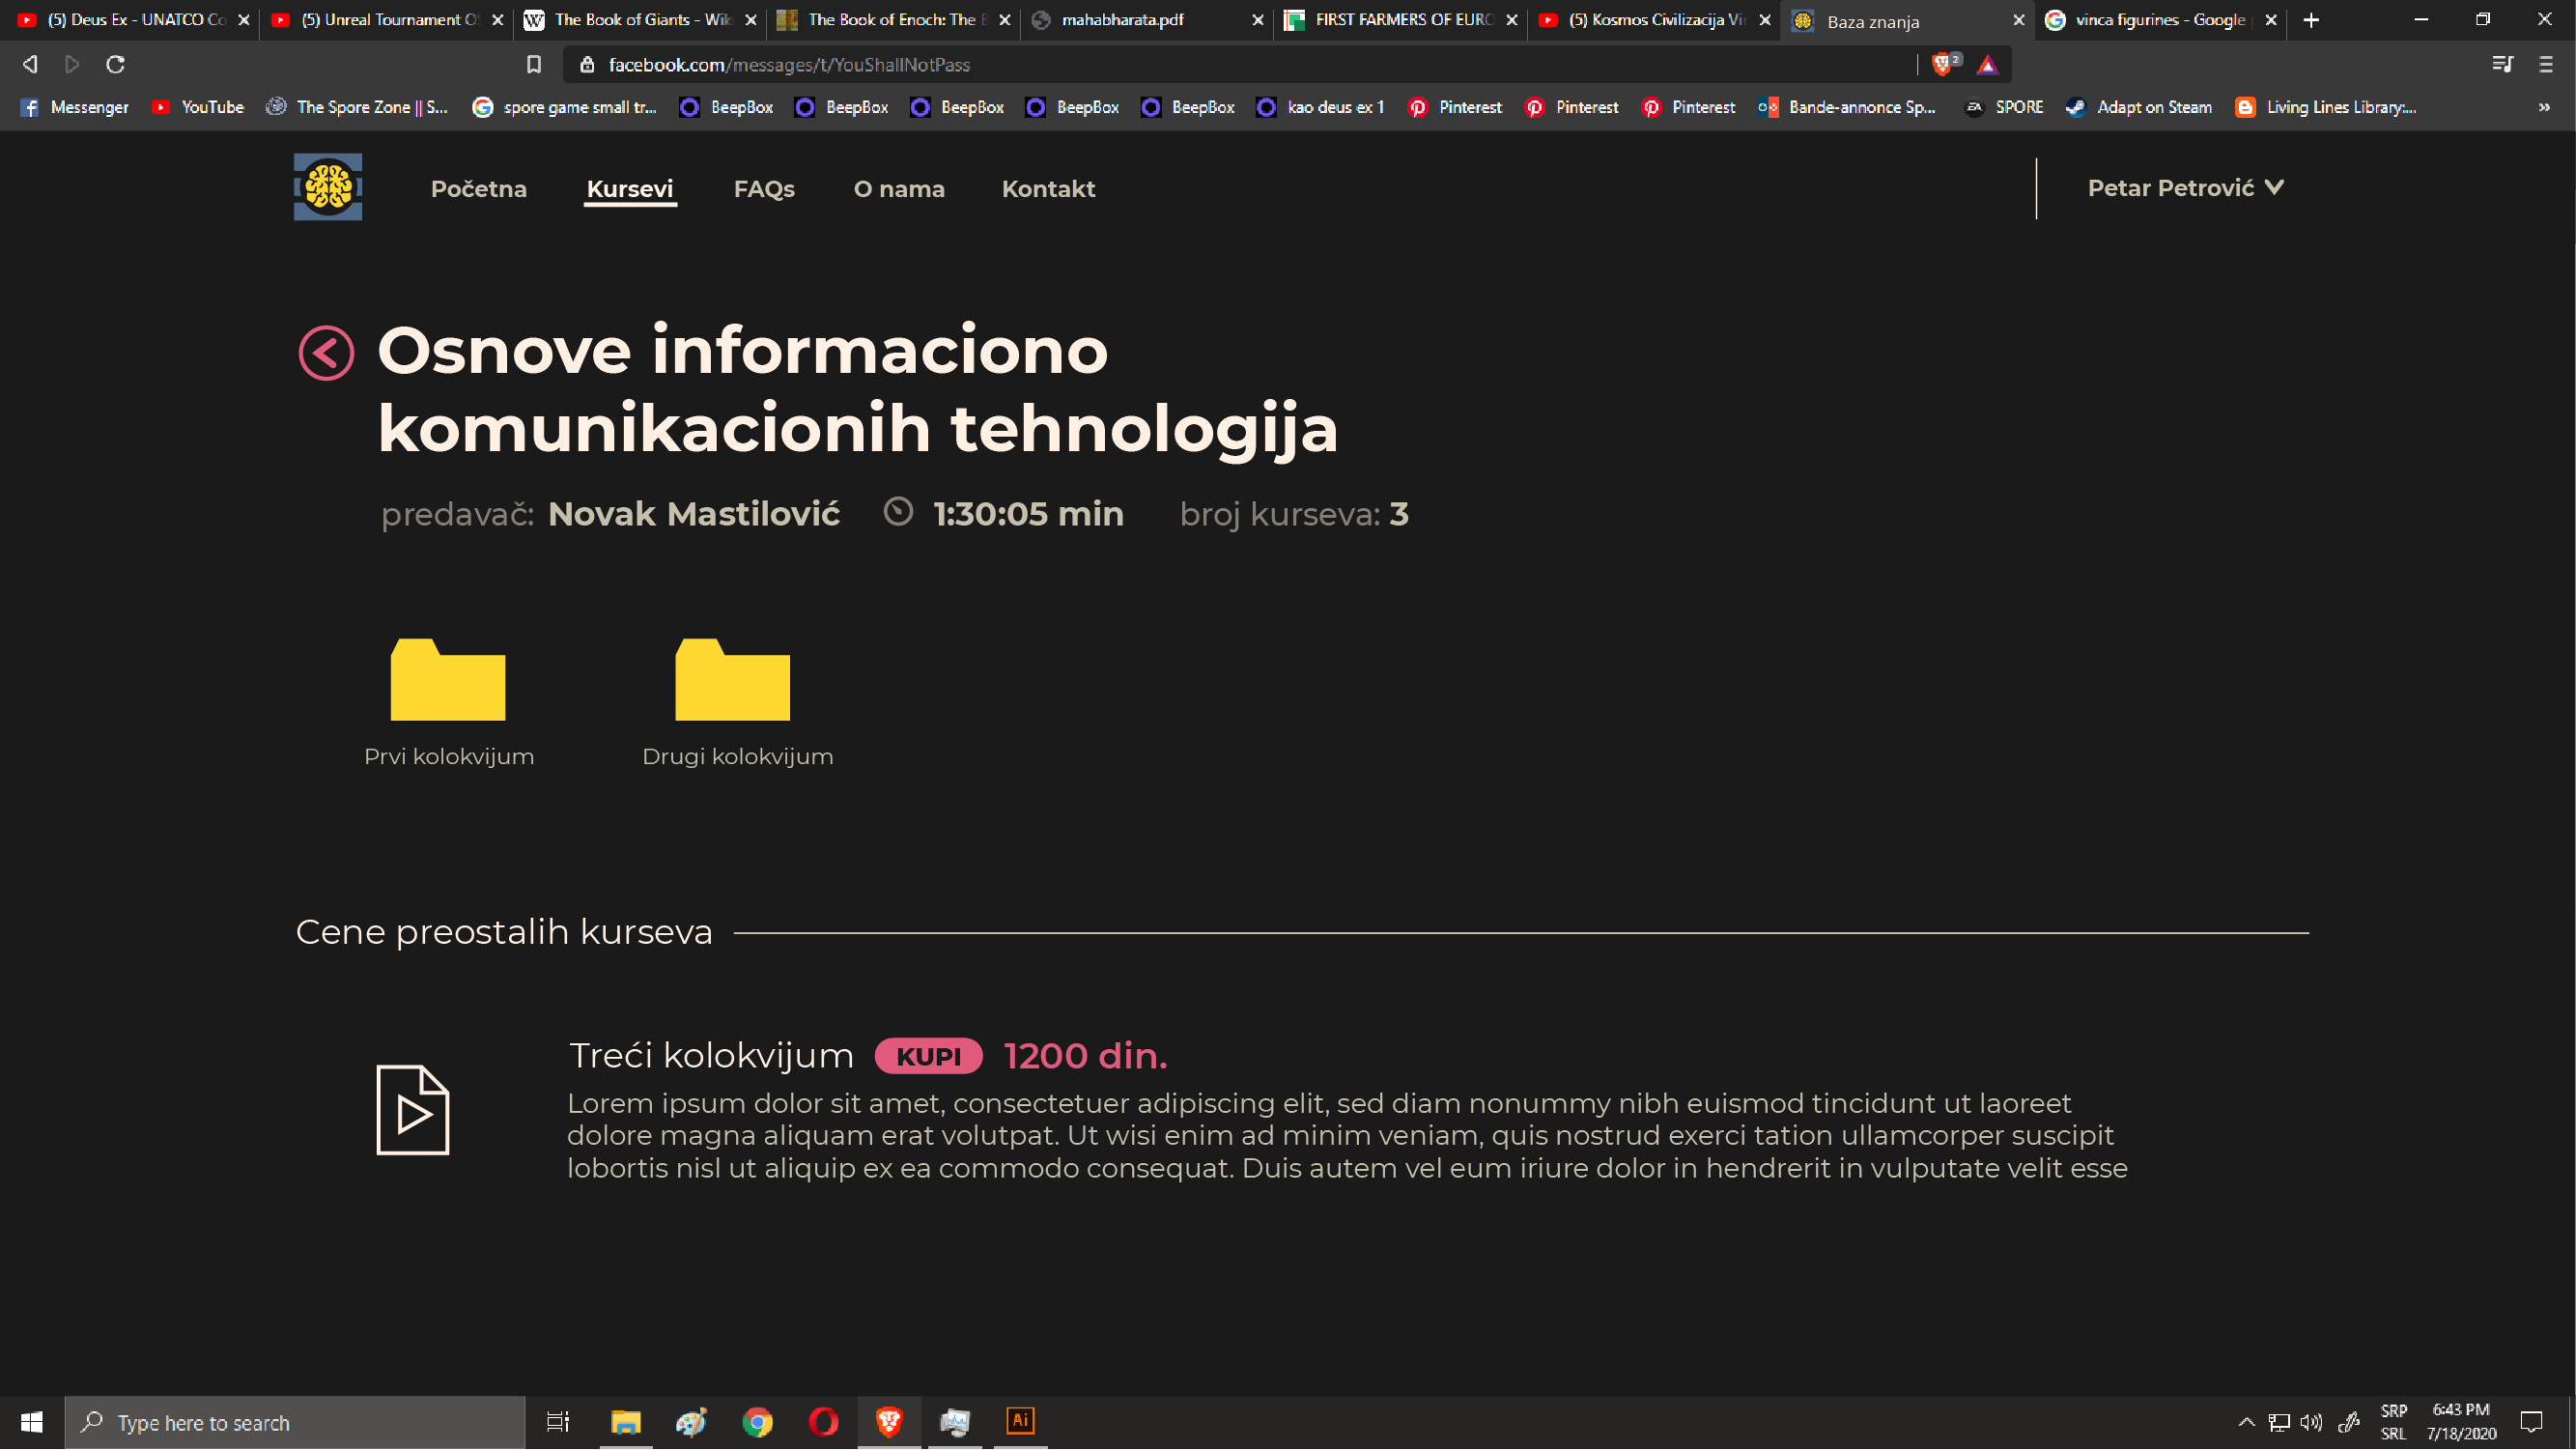 (5) Deus Ex - UNATCO Co
(5) Unreal Tournament O
The Book of Giants - Wik
The Book of Enoch: The
mahabharata.pdf
FIRST FARMERS OF EURO
(5) Kosmos Civilizacija Vin
Baza znanja
vinca figurines - Google
facebook.com/messages/t/YouShallNotPass
2
Messenger
YouTube
The Spore Zone || S...
spore game small tr...
BeepBox
BeepBox
BeepBox
BeepBox
BeepBox
kao deus ex 1
Pinterest
Pinterest
Pinterest
Bande-annonce Sp...
SPORE
Adapt on Steam
Living Lines Library:...
Početna
Kursevi
FAQs
O nama
Kontakt
Petar Petrović
Osnove informaciono
komunikacionih tehnologija
predavač: Novak Mastilović 1:30:05 min broj kurseva: 3
Prvi kolokvijum
Drugi kolokvijum
Cene preostalih kurseva
Treći kolokvijum KUPI 1200 din.
Lorem ipsum dolor sit amet, consectetuer adipiscing elit, sed diam nonummy nibh euismod tincidunt ut laoreet
dolore magna aliquam erat volutpat. Ut wisi enim ad minim veniam, quis nostrud exerci tation ullamcorper suscipit
lobortis nisl ut aliquip ex ea commodo consequat. Duis autem vel eum iriure dolor in hendrerit in vulputate velit esse
Type here to search
Ai
SRP
SRL
6:43 PM
7/18/2020